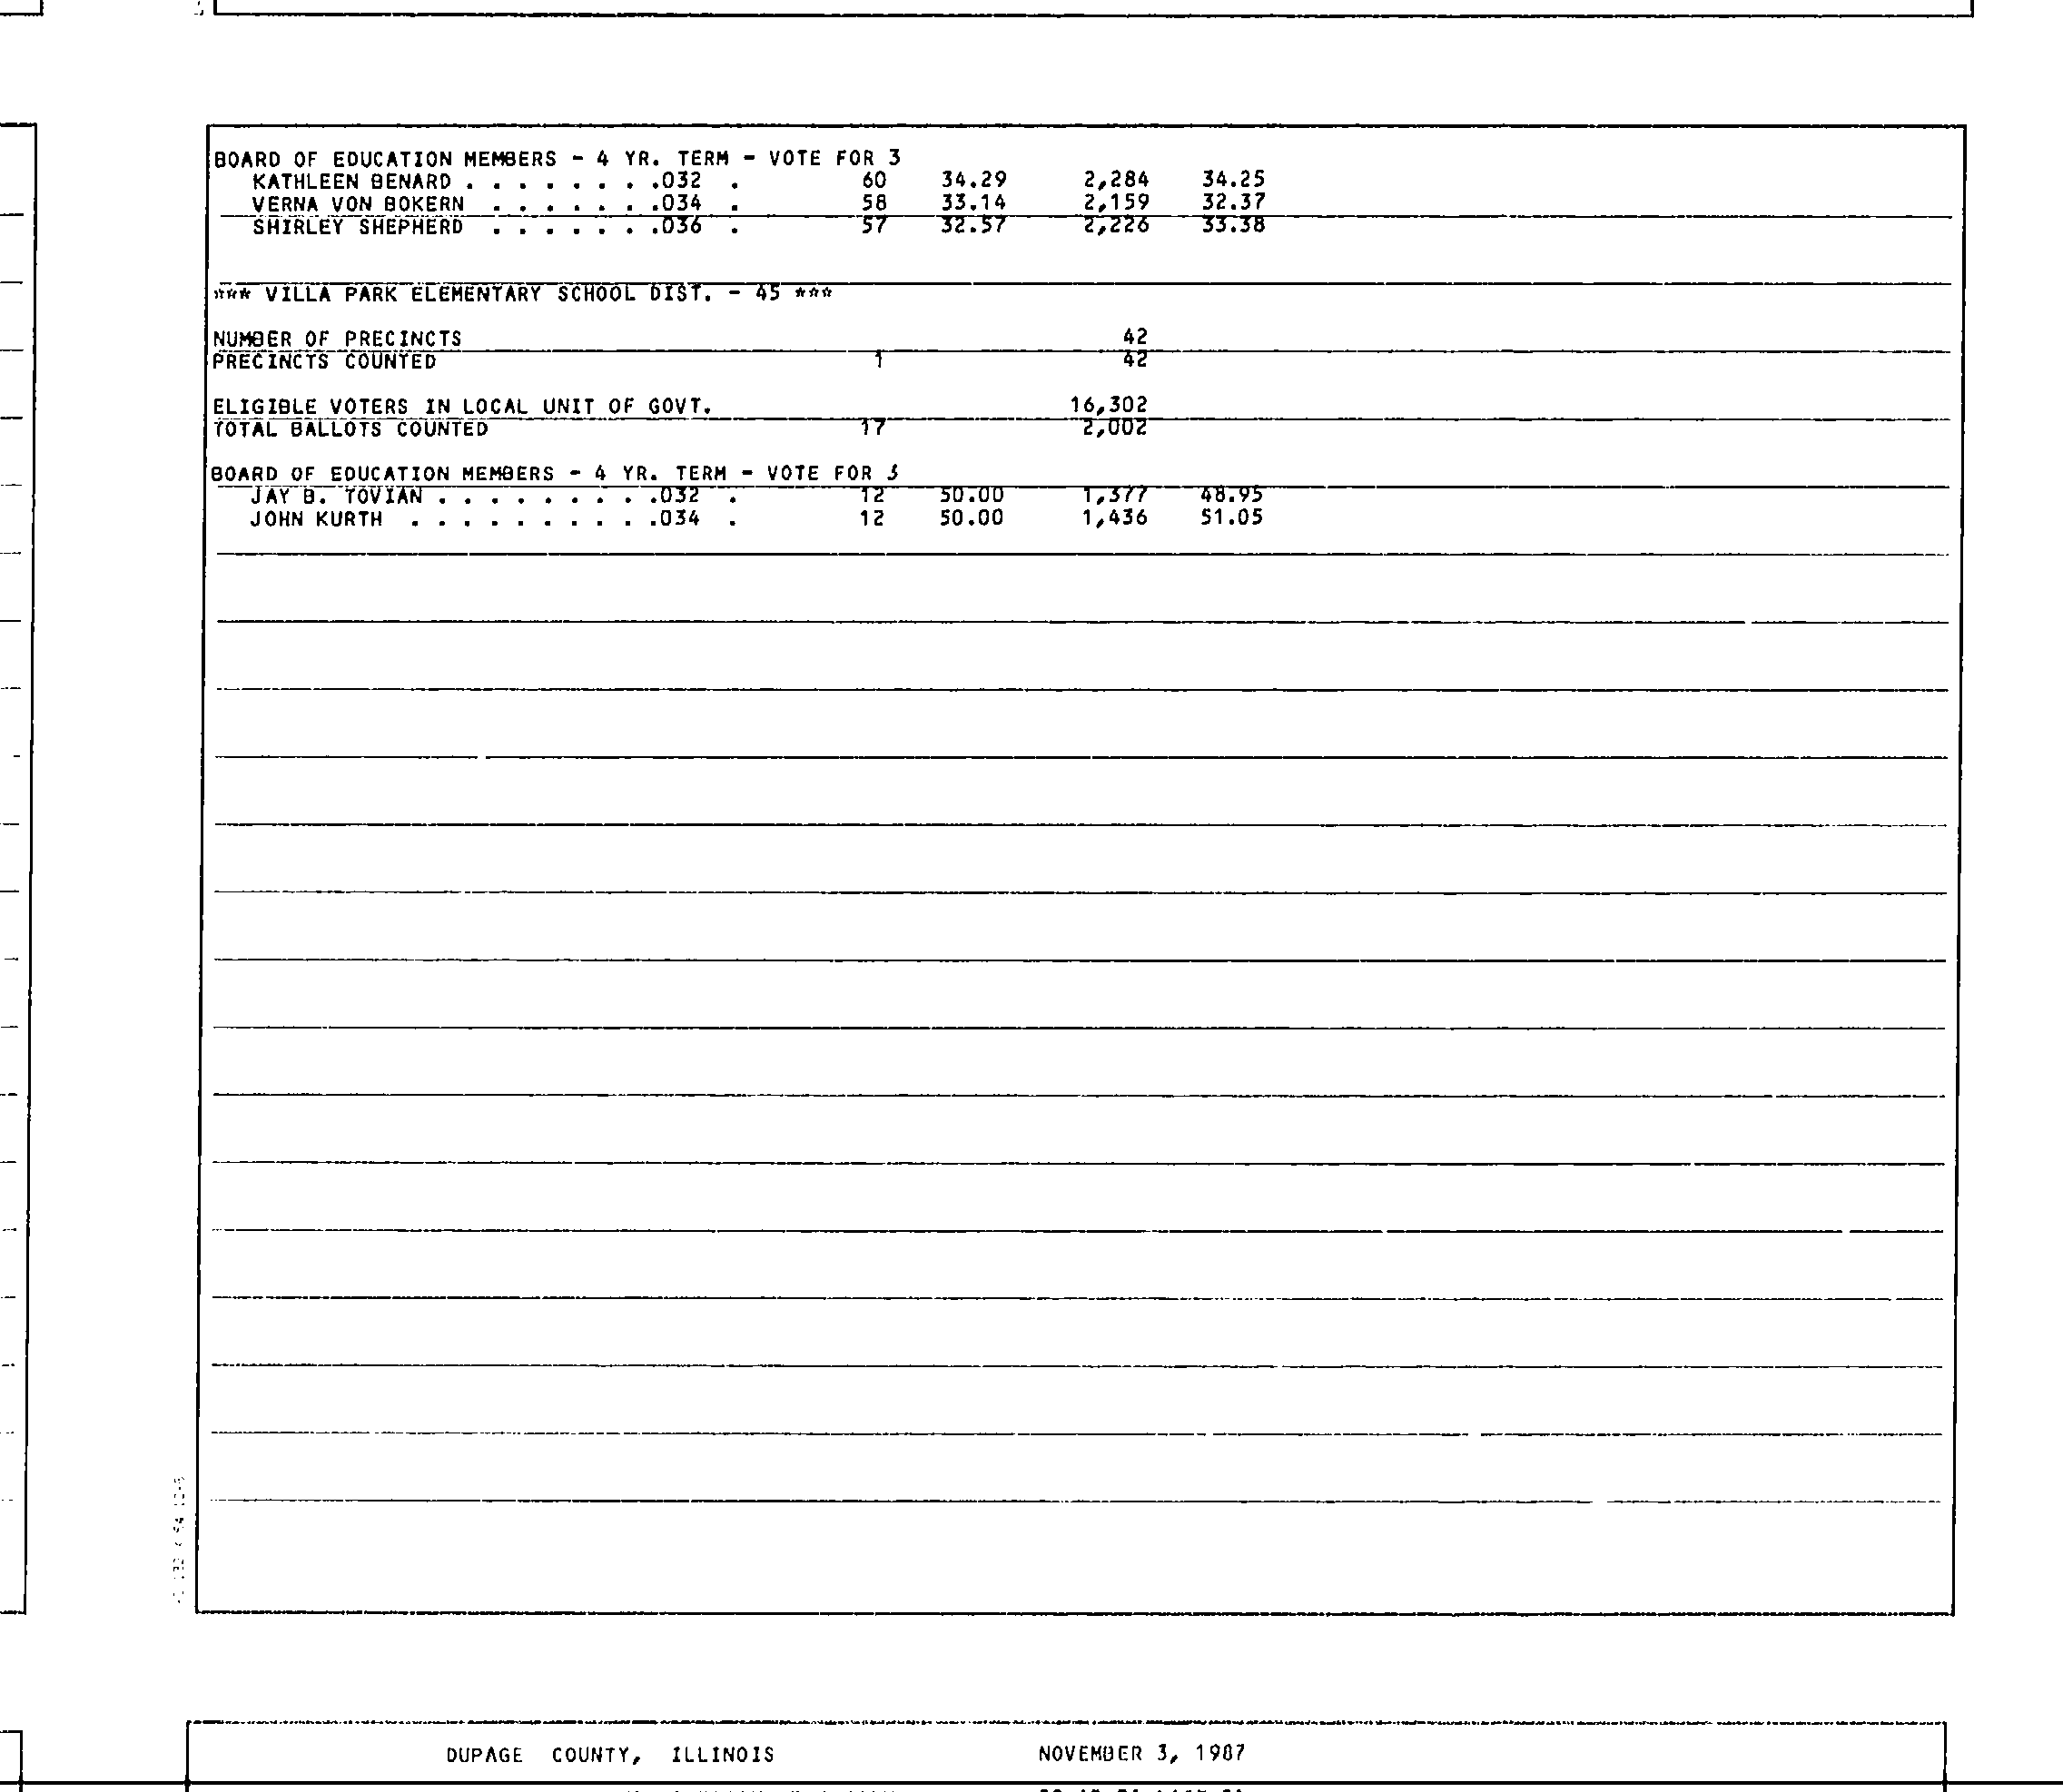 BOARD OF EDUCATION MEMBERS - 4 YR. TERM - VOTE FOR 3
KATHLEEN BENARD . . . . . . . .032 . 60 34.29 2,284 34.25
VERNA VON BOKERN . . . . . . .034 . 58 33.14 2,159 32.37
SHIRLEY SHEPHERD . . . . . . .036 . 57 32.57 2,226 33.38
*** VILLA PARK ELEMENTARY SCHOOL DIST. - 45 ***
NUMBER OF PRECINCTS 42
PRECINCTS COUNTED 1 42
ELIGIBLE VOTERS IN LOCAL UNIT OF GOVT. 16,302
TOTAL BALLOTS COUNTED 17 2,002
BOARD OF EDUCATION MEMBERS - 4 YR. TERM - VOTE FOR 3
JAY B. TOVIAN . . . . . . . . .032 . 12 50.00 1,377 48.95
JOHN KURTH . . . . . . . . . .034 . 12 50.00 1,436 51.05
DUPAGE COUNTY, ILLINOIS NOVEMBER 3, 1987